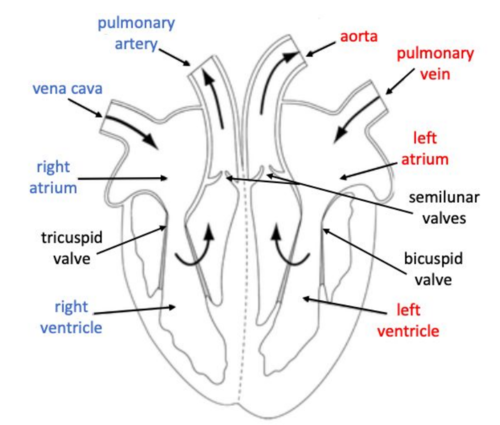 pulmonary
artery
aorta
pulmonary
vein
vena cava
left
atrium
right
atrium
semilunar
valves
tricuspid
valve
bicuspid
valve
right
ventricle
left
ventricle